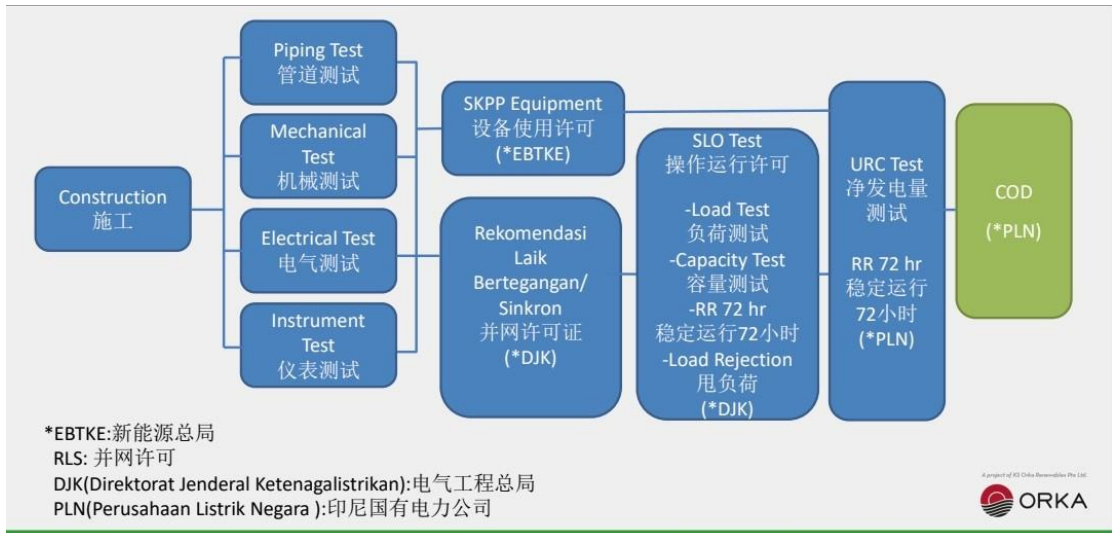 Construction
施工
Piping Test
管道测试
Mechanical
Test
机械测试
Electrical Test
电气测试
Instrument
Test
仪表测试
SKPP Equipment
设备使用许可
(*EBTKE)
Rekomendasi
Laik
Bertegangan/
Sinkron
并网许可证
(*DJK)
SLO Test
操作运行许可
-Load Test
负荷测试
-Capacity Test
容量测试
-RR 72 hr
稳定运行72小时
-Load Rejection
甩负荷
(*DJK)
URC Test
净发电量
测试
RR 72 hr
稳定运行
72小时
(*PLN)
COD
(*PLN)
*EBTKE:新能源总局
RLS: 并网许可
DJK(Direktorat Jenderal Ketenagalistrikan):电气工程总局
PLN(Perusahaan Listrik Negara ):印尼国有电力公司
A project of KS Orka Renewables Pte Ltd.
ORKA